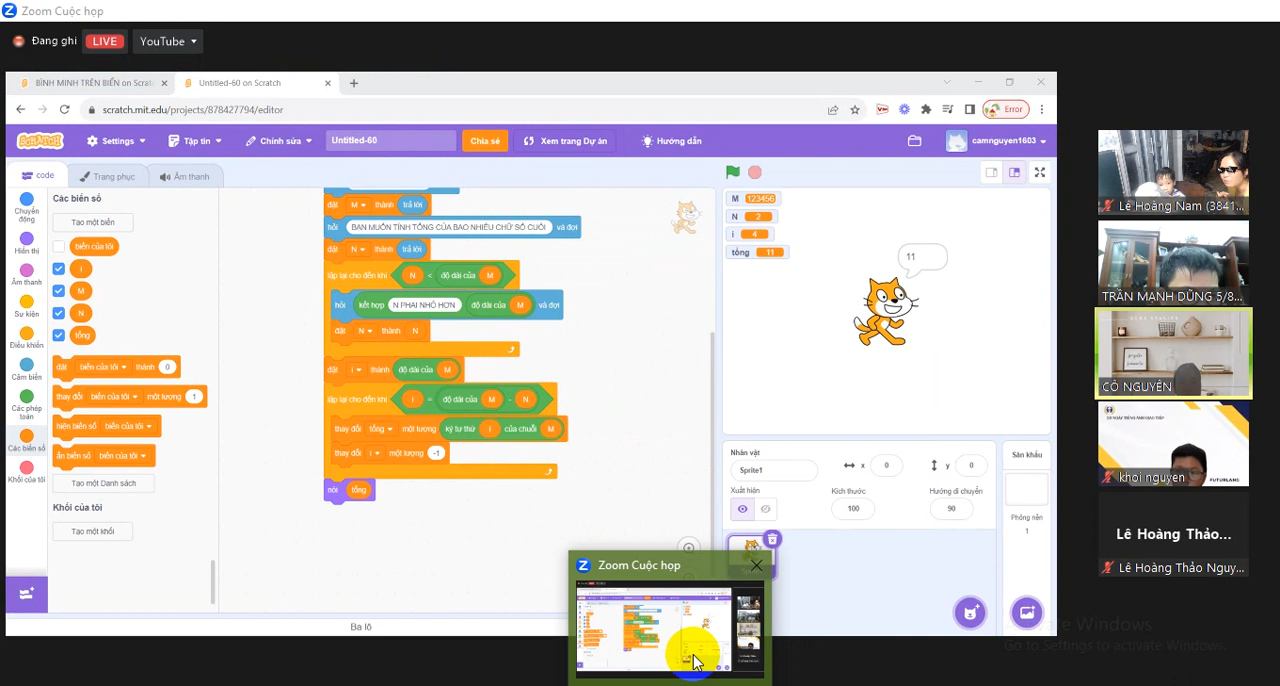 Zoom Cuộc họp
Đang ghi LIVE YouTube
BÌNH MINH TRÊN BIỂN on Scrat Untitled-60 on Scratch
scratch.mit.edu/projects/878427794/editor Error
SCRATCH Settings Tập tin Chỉnh sửa Untitled-60 Chia sẻ Xem trang Dự án Hướng dẫn camnguyen1603
code Trang phục Âm thanh
Chuyển động
Hiển thị
Âm thanh
Sự kiện
Điều khiển
Cảm biến
Các phép toán
Các biến số
Khối của tôi
Các biến số
Tạo một biến
biến của tôi
i
M
N
tổng
đặt biến của tôi thành 0
thay đổi biến của tôi một lượng 1
hiện biến số biến của tôi
ẩn biến số biến của tôi
Tạo một Danh sách
Khối của tôi
Tạo một khối
đặt M thành trả lời
hỏi BẠN MUỐN TÍNH TỔNG CỦA BAO NHIÊU CHỮ SỐ CUỐI và đợi
đặt N thành trả lời
lặp lại cho đến khi N < độ dài của M
hỏi kết hợp N PHẢI NHỎ HƠN độ dài của M và đợi
đặt N thành N
đặt i thành độ dài của M
lặp lại cho đến khi i = độ dài của M - N
thay đổi tổng một lượng ký tự thứ i của chuỗi M
thay đổi i một lượng -1
nói tổng
Ba lô
M 123456
N 2
i 4
tổng 11
11
Nhân vật
Sprite1
x 0
y 0
Xuất hiện
Kích thước
100
Hướng di chuyển
90
Sân khấu
Phông nền
1
Zoom Cuộc họp
Lê Hoàng Nam (3841...
TRẦN MẠNH DŨNG 5/8...
CỎ NGUYÊN
khoi nguyen
FUTURLANG
Lê Hoàng Thảo...
Lê Hoàng Thảo Nguy...
Windows
Go to Settings to activate Windows.